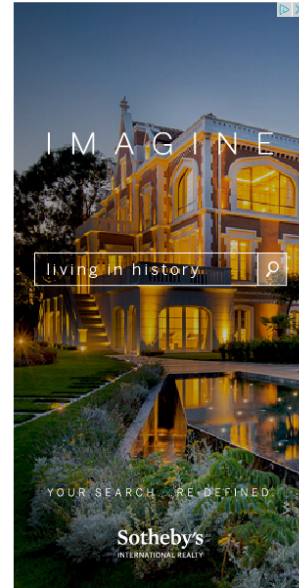 IMAGINE
living in history
YOUR SEARCH. RE-DEFINED.
Sotheby's
INTERNATIONAL REALTY